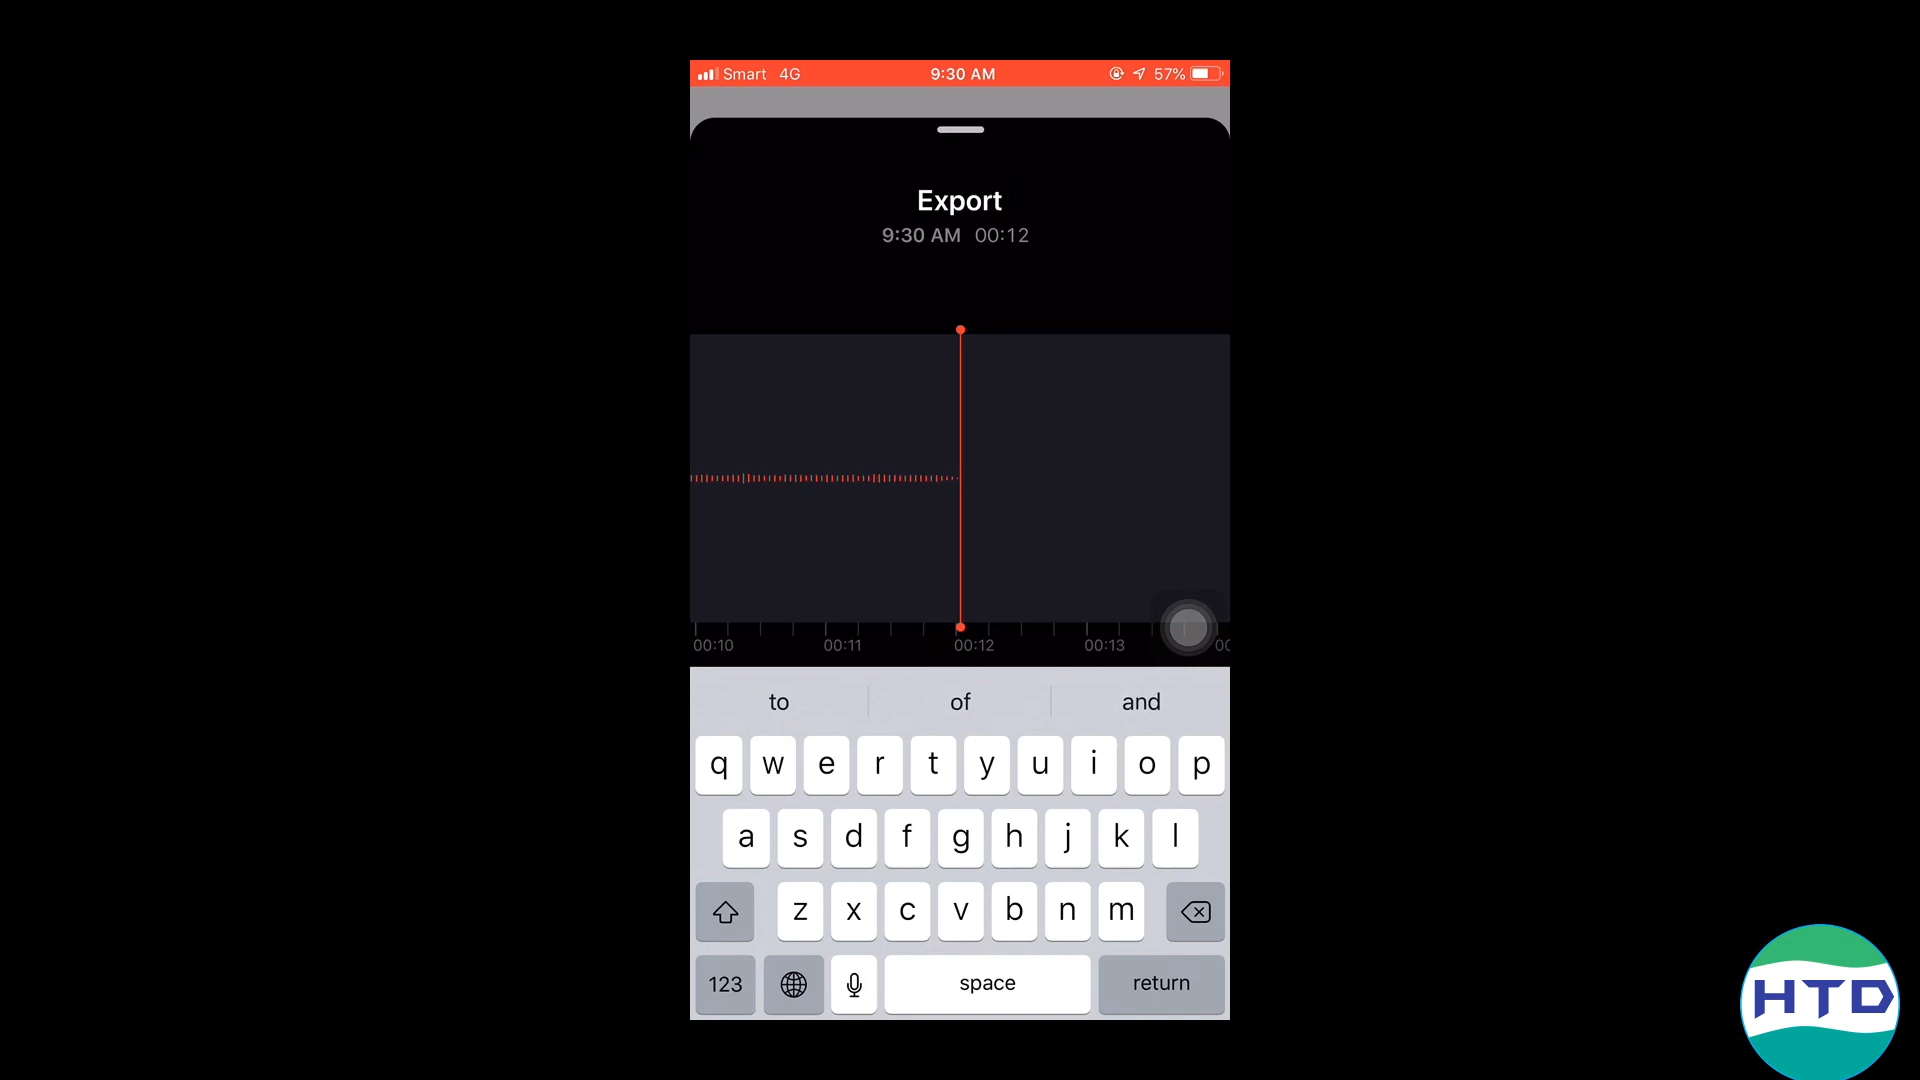 Smart 4G 9:30 AM 57%
Export
9:30 AM 00:12
00:10 00:11 00:12 00:13 00
to of and
q w e r t y u i o p
a s d f g h j k l
z x c v b n m
123 space return
HTD